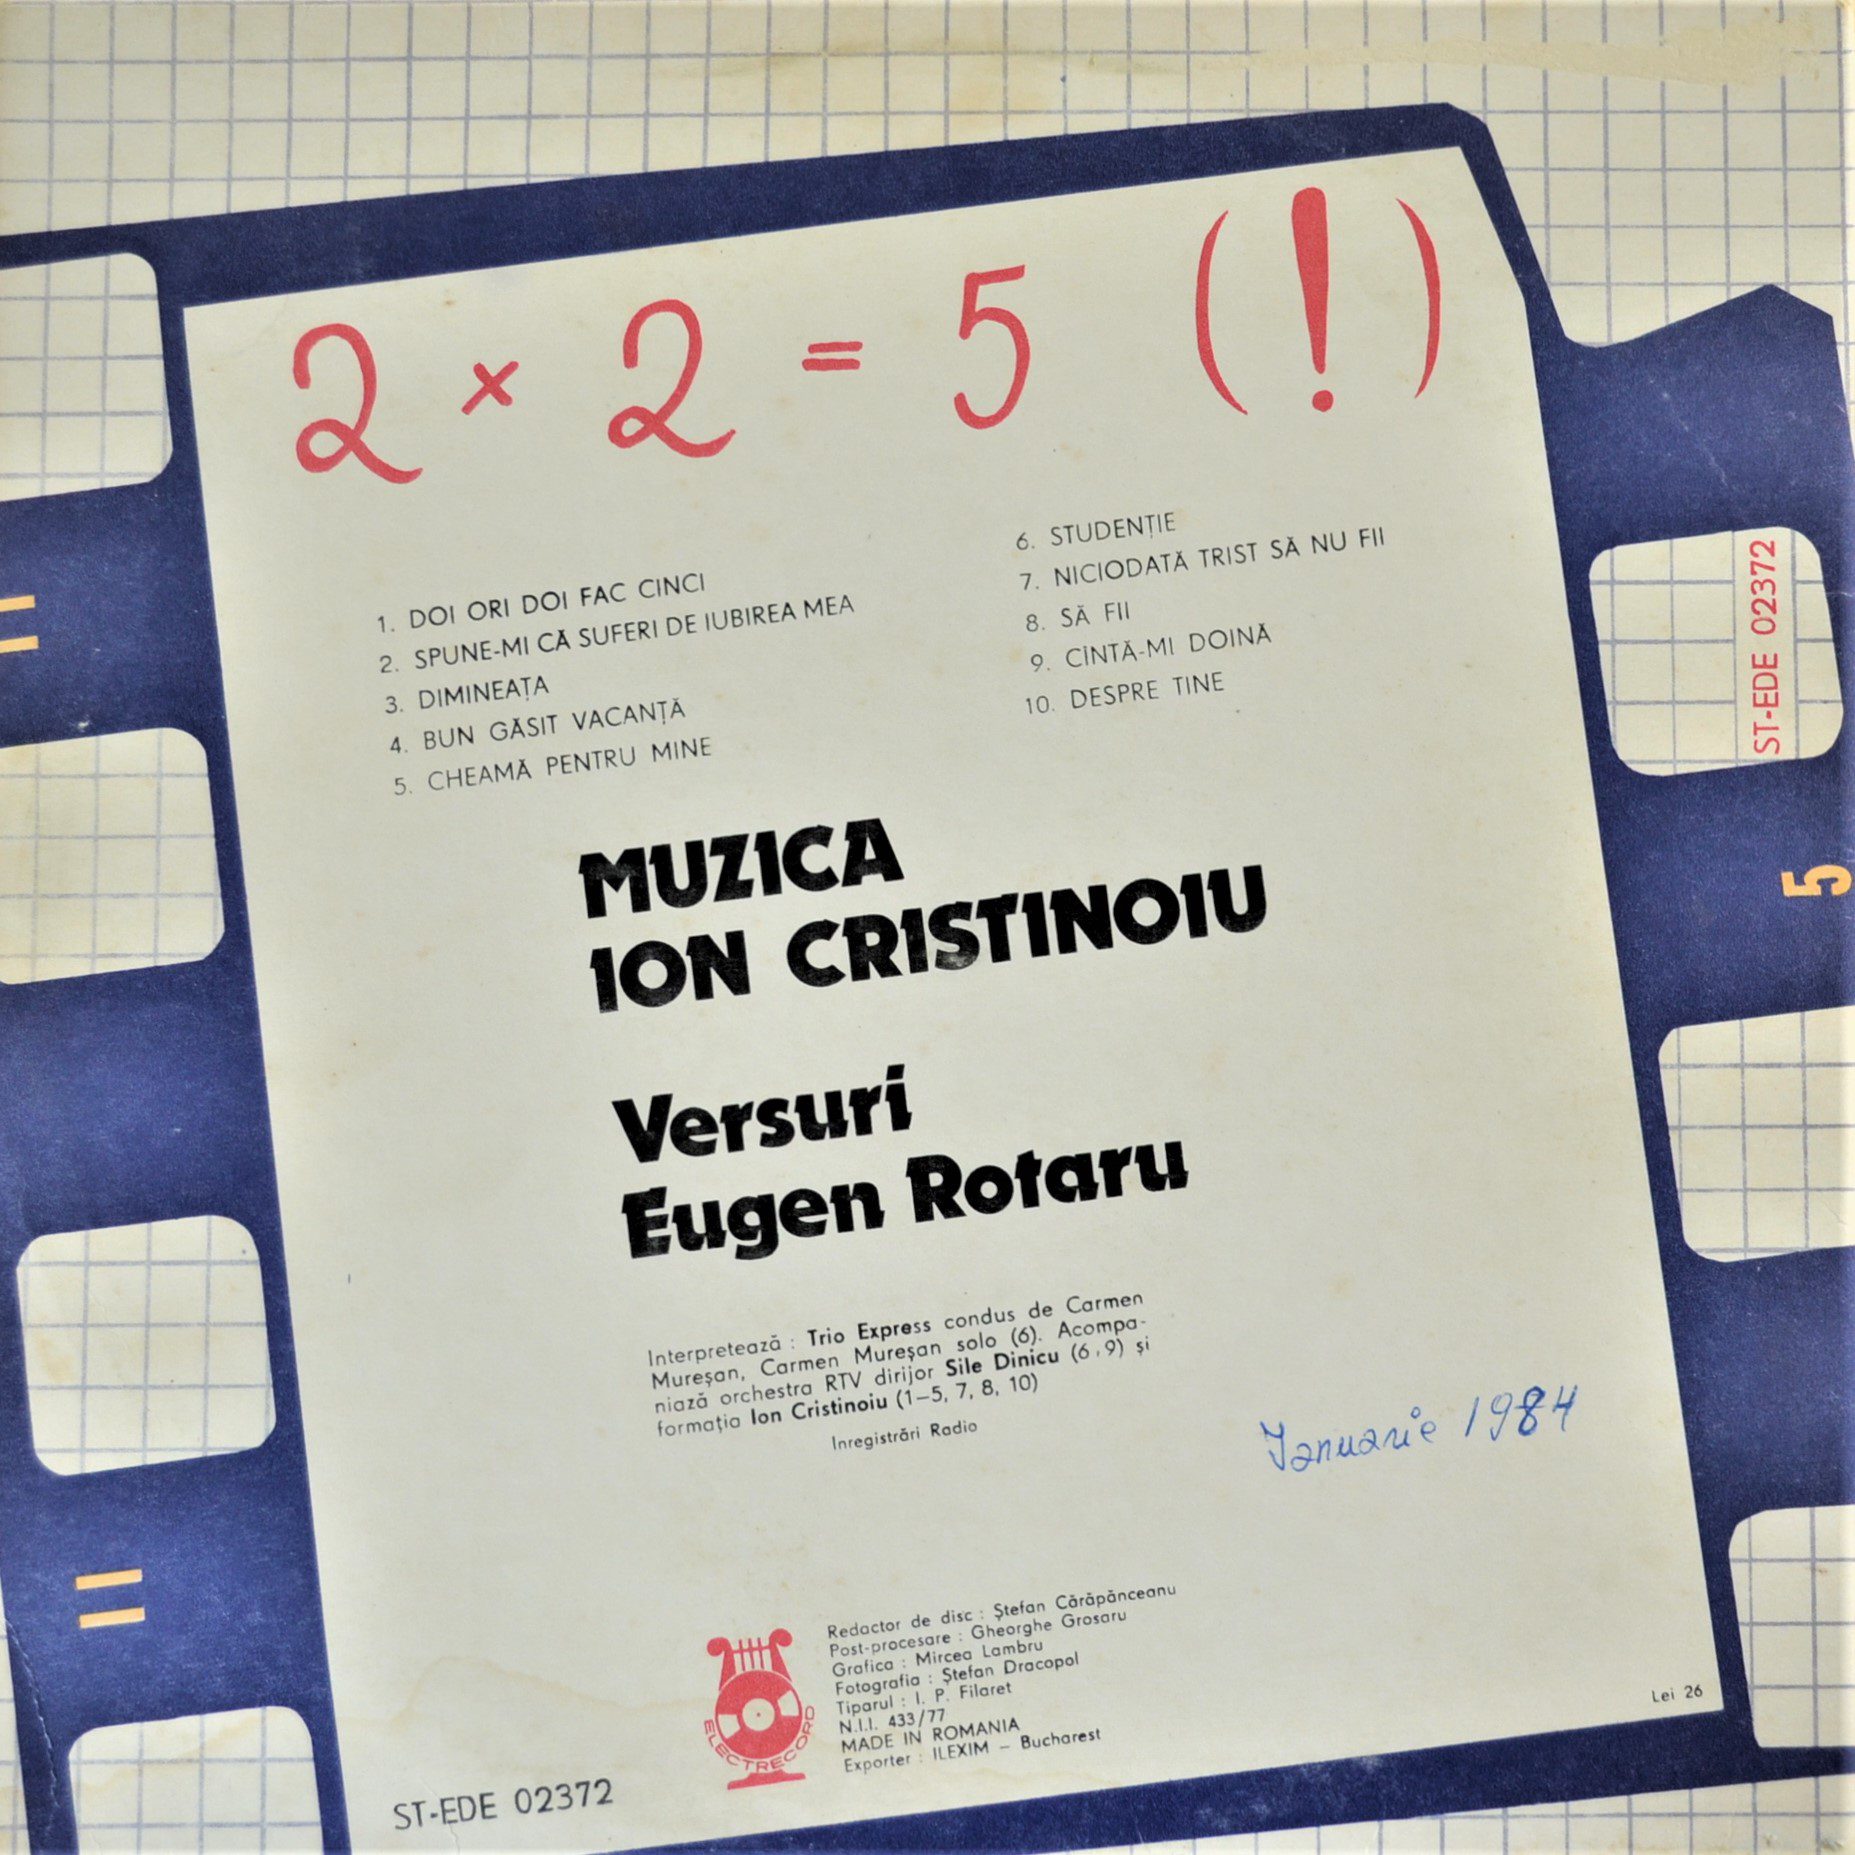 2 × 2 = 5 (!)
1. DOI ORI DOI FAC CINCI
2. SPUNE-MI CĂ SUFERI DE IUBIREA MEA
3. DIMINEAȚA
4. BUN GĂSIT VACANȚĂ
5. CHEAMĂ PENTRU MINE
6. STUDENȚIE
7. NICIODATĂ TRIST SĂ NU FII
8. SĂ FII
9. CÎNTĂ-MI DOINĂ
10. DESPRE TINE
ST-EDE 02372
5
MUZICA
ION CRISTINOIU
Versuri
Eugen Rotaru
Interpretează : Trio Express condus de Carmen
Mureșan, Carmen Mureșan solo (6). Acompa-
niază orchestra RTV dirijor Sile Dinicu (6,9) și
formația Ion Cristinoiu (1–5, 7, 8, 10)
Inregistrări Radio
Ianuarie 1984
Redactor de disc : Ștefan Cărăpănceanu
Post-procesare : Gheorghe Grosaru
Grafica : Mircea Lambru
Fotografia : Ștefan Dracopol
Tiparul : I. P. Filaret
N.I.I. 433/77
MADE IN ROMANIA
Exporter : ILEXIM – Bucharest
ELECTRECORD
Lei 26
ST-EDE 02372